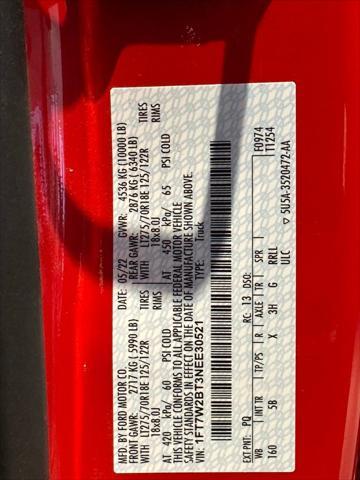 MFD. BY FORD MOTOR CO.
DATE: 05/22 GVWR: 4536 KG (10000 LB)
FRONT GAWR: 2717 KG ( 5990 LB) REAR GAWR: 2876 KG ( 6340 LB)
WITH LT275/70R18E 125/122R TIRES WITH LT275/70R18E 125/122R TIRES
18x8.0J RIMS 18x8.0J RIMS
AT 420 kPa/ 60 PSI COLD AT 450 kPa/ 65 PSI COLD
THIS VEHICLE CONFORMS TO ALL APPLICABLE FEDERAL MOTOR VEHICLE
SAFETY STANDARDS IN EFFECT ON THE DATE OF MANUFACTURE SHOWN ABOVE.
VIN: 1FT7W2BT3NEE30521
TYPE: Truck
F0974
T1254
EXT PNT: PQ RC: 13 DSO:
WB INT TR TP/PS R AXLE TR SPR
160 5B X 3H G RRLL
ULC ▽ 5U5A-3520472-AA